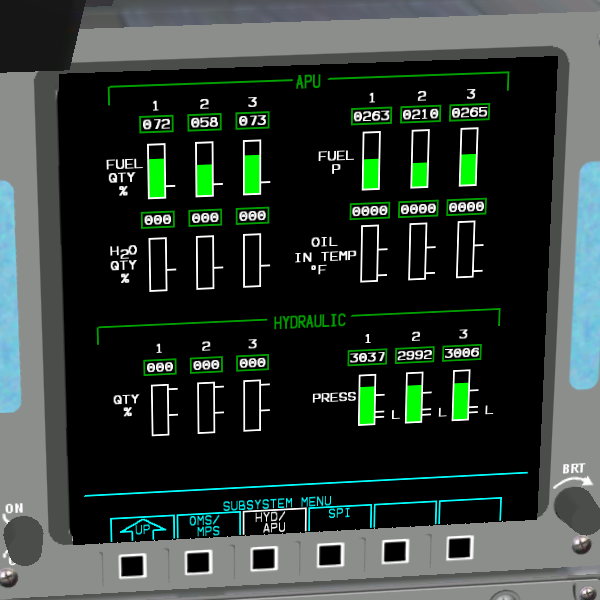 APU
1 2 3
072 058 073
FUEL
QTY
%
1 2 3
0263 0210 0265
FUEL
P
000 000 000
H2O
QTY
%
0000 0000 0000
OIL
IN TEMP
°F
HYDRAULIC
1 2 3
000 000 000
QTY
%
1 2 3
3037 2992 3006
PRESS
L L L
SUBSYSTEM MENU
UP
OMS/
MPS
HYD/
APU
SPI
ON
BRT